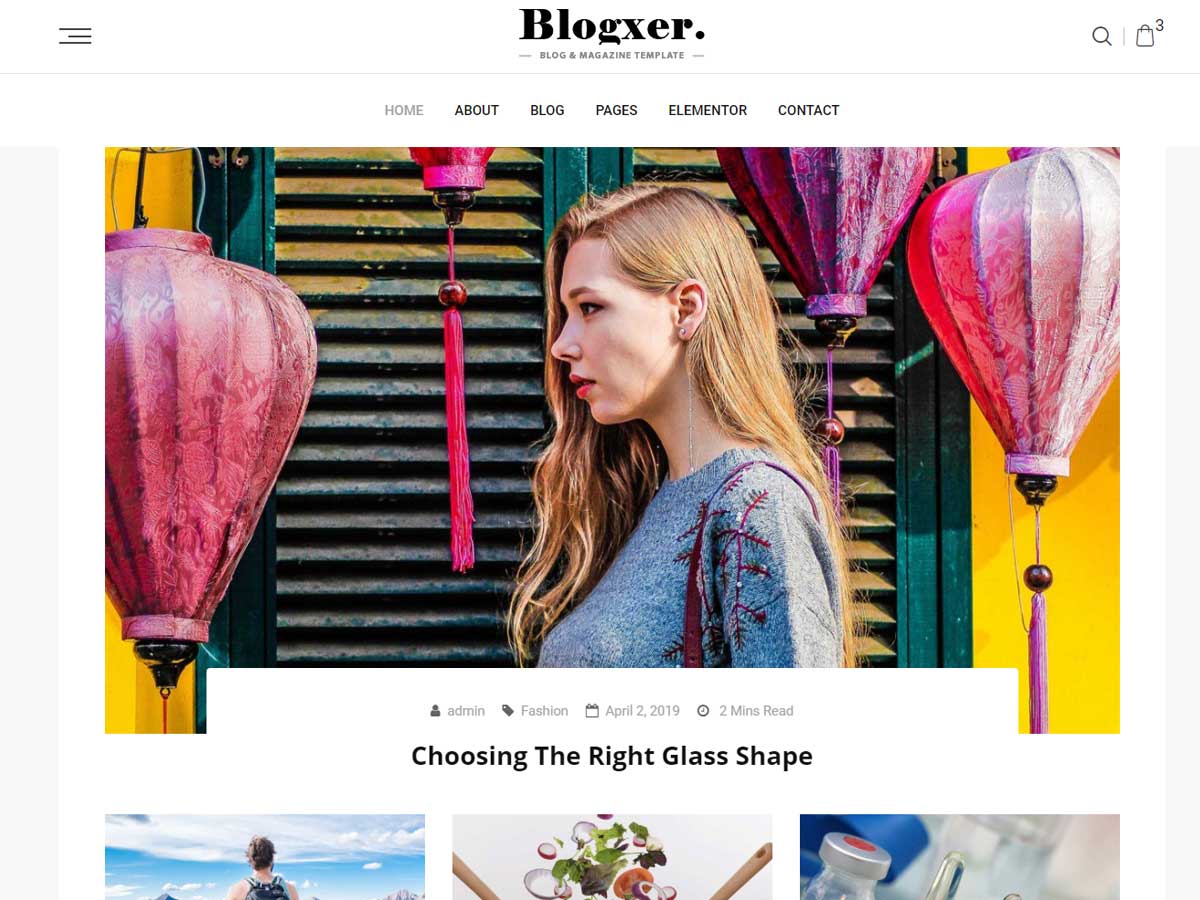 Blogxer.
BLOG & MAGAZINE TEMPLATE
3
HOME ABOUT BLOG PAGES ELEMENTOR CONTACT
admin Fashion April 2, 2019 2 Mins Read
Choosing The Right Glass Shape